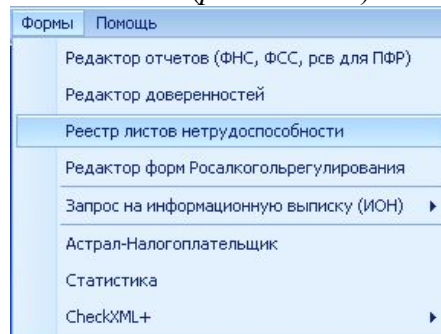 Формы Помощь
Редактор отчетов (ФНС, ФСС, рсв для ПФР)
Редактор доверенностей
Реестр листов нетрудоспособности
Редактор форм Росалкогольрегулирования
Запрос на информационную выписку (ИОН)
Астрал-Налогоплательщик
Статистика
CheckXML+